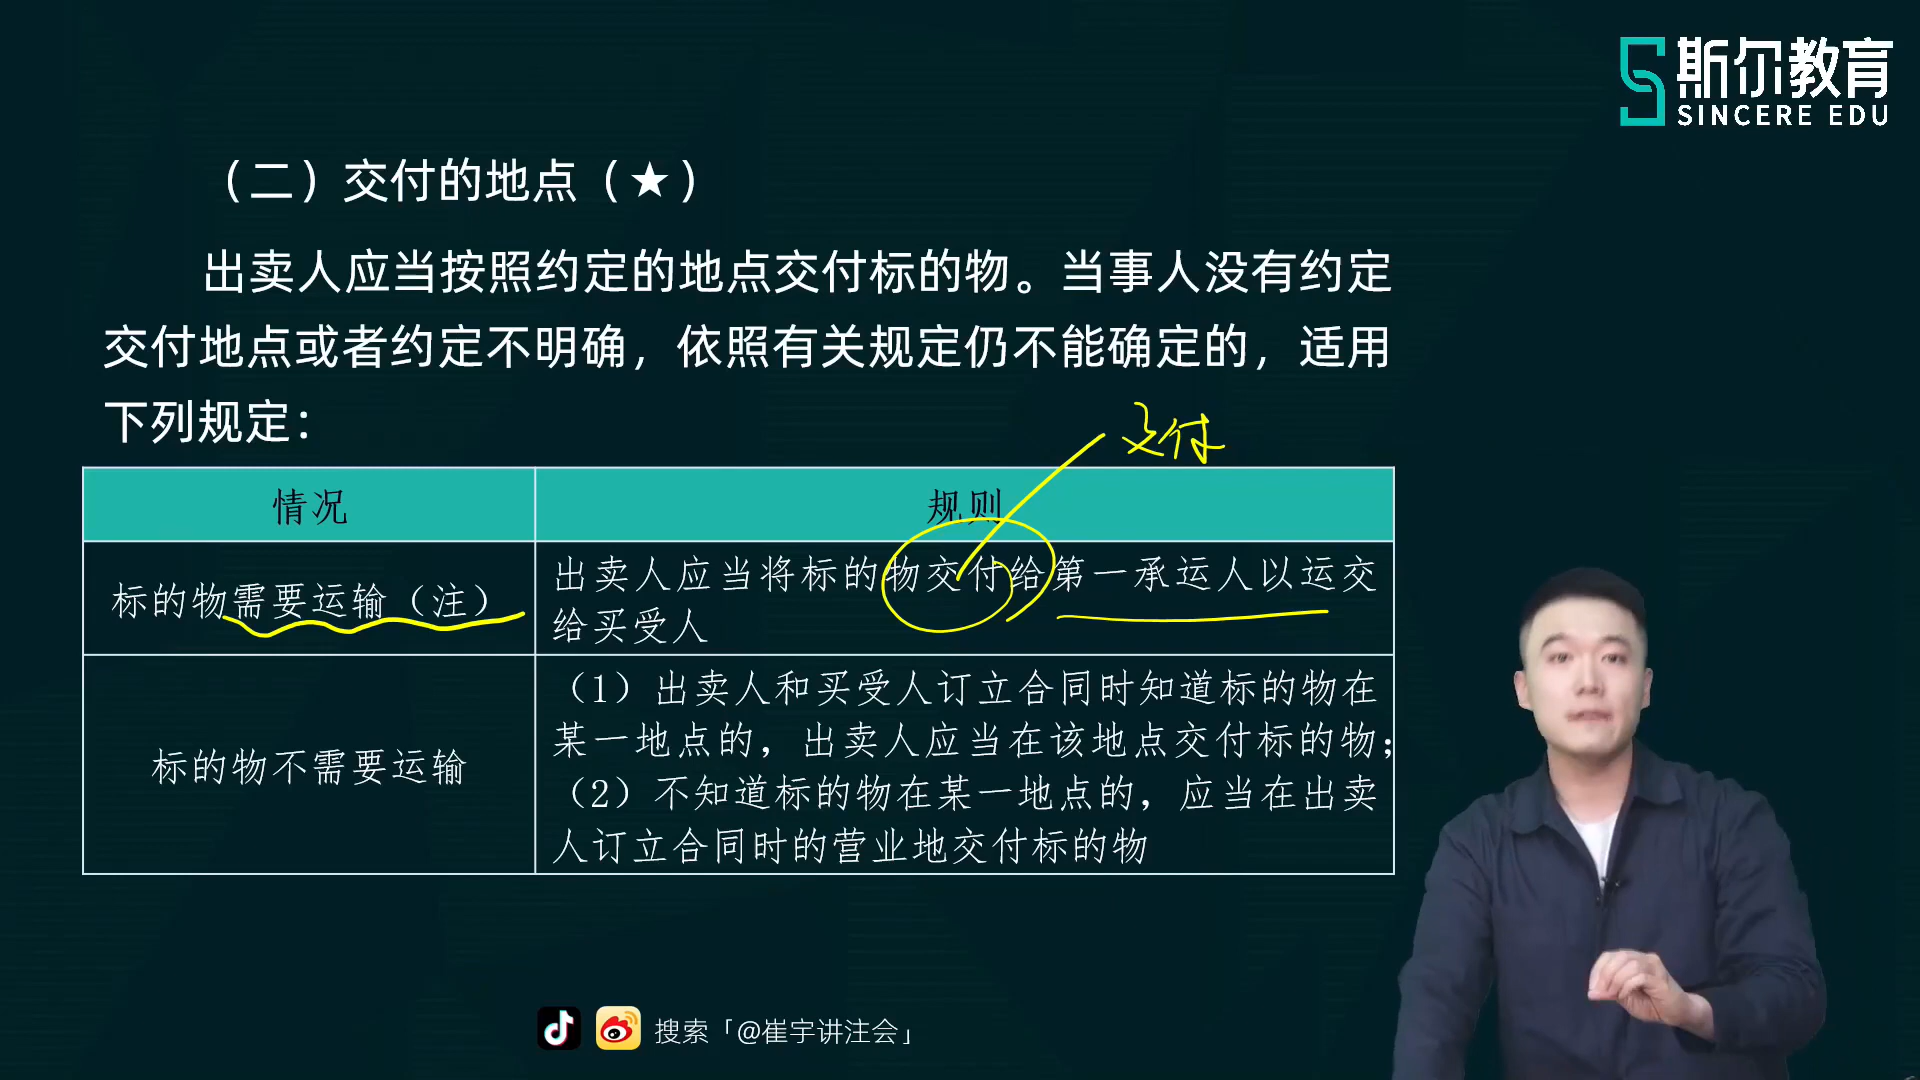 斯尔教育
SINCERE EDU
（二）交付的地点（★）
出卖人应当按照约定的地点交付标的物。当事人没有约定
交付地点或者约定不明确，依照有关规定仍不能确定的，适用
下列规定：
交付
情况
规则
标的物需要运输（注）
出卖人应当将标的物交付给第一承运人以运交
给买受人
标的物不需要运输
（1）出卖人和买受人订立合同时知道标的物在
某一地点的，出卖人应当在该地点交付标的物；
（2）不知道标的物在某一地点的，应当在出卖
人订立合同时的营业地交付标的物
搜索「@崔宇讲注会」